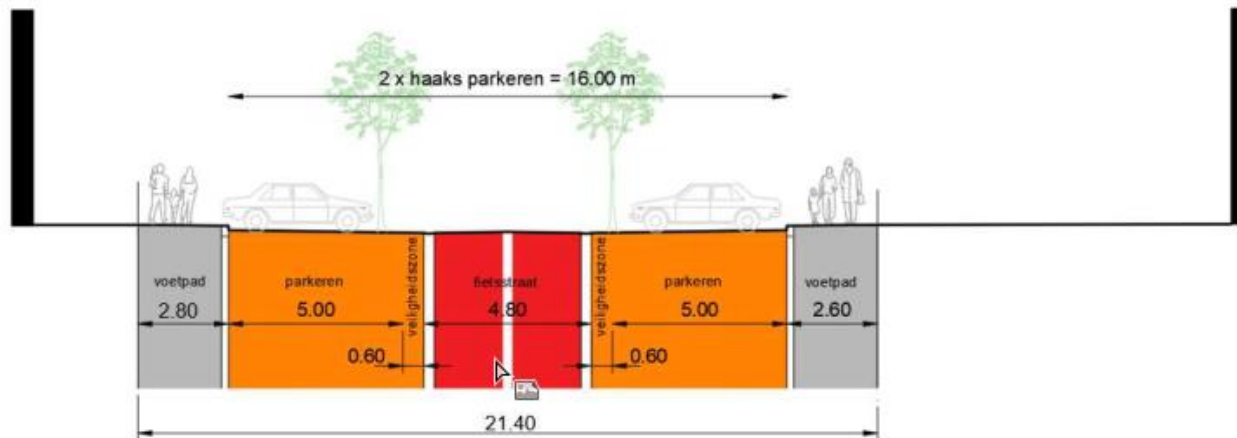 2 x haaks parkeren = 16.00 m
voetpad
parkeren
veiligheidszone
fietsstraat
veiligheidszone
parkeren
voetpad
2.80
5.00
4.80
5.00
2.60
0.60
0.60
21.40